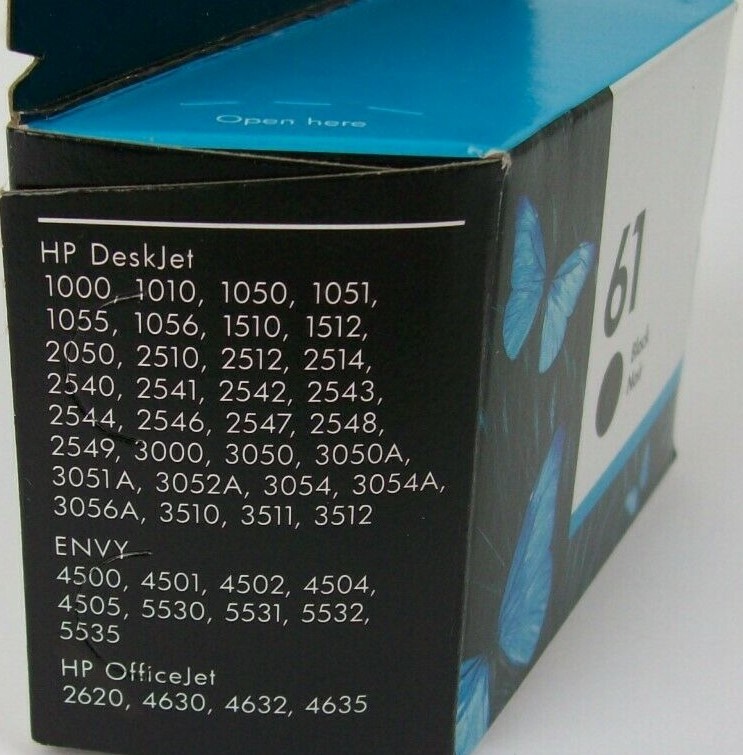 Open here
HP DeskJet
1000, 1010, 1050, 1051,
1055, 1056, 1510, 1512,
2050, 2510, 2512, 2514,
2540, 2541, 2542, 2543,
2544, 2546, 2547, 2548,
2549, 3000, 3050, 3050A,
3051A, 3052A, 3054, 3054A,
3056A, 3510, 3511, 3512
ENVY
4500, 4501, 4502, 4504,
4505, 5530, 5531, 5532,
5535
HP OfficeJet
2620, 4630, 4632, 4635
61
Black
Noir